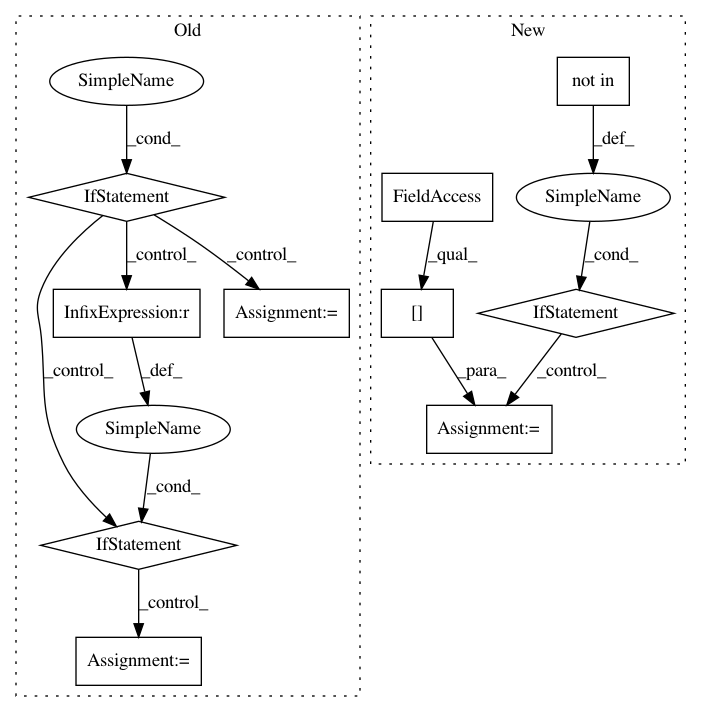 Old
New
SimpleName
not in
_cond_
_def_
IfStatement
FieldAccess
SimpleName
_control_
_control_
_qual_
_cond_
InfixExpression:r
Assignment:=
[]
IfStatement
_control_
_def_
_para_
_control_
SimpleName
Assignment:=
_cond_
IfStatement
_control_
Assignment:=